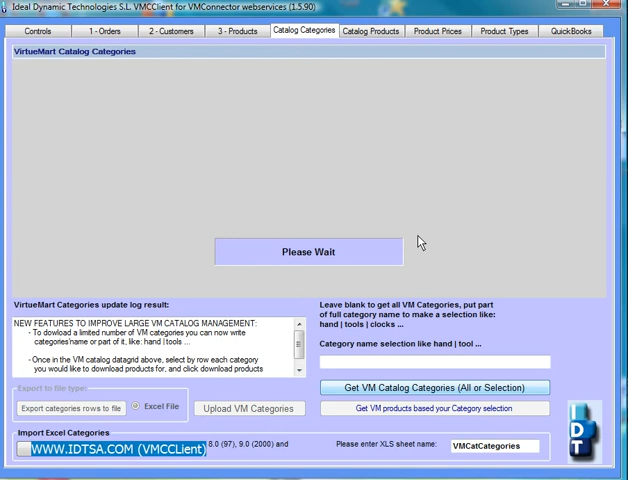 Ideal Dynamic Technologies S.L. VMCClient for VMConnector webservices (1.5.90)
Controls
1 - Orders
2 - Customers
3 - Products
Catalog Categories
Catalog Products
Product Prices
Product Types
QuickBooks
VirtueMart Catalog Categories
Please Wait
VirtueMart Categories update log result:
NEW FEATURES TO IMPROVE LARGE VM CATALOG MANAGEMENT:
- To dowload a limited number of VM categories you can now write
categories'name or part of it, like: hand | tools ...
- Once in the VM catalog datagrid above, select by row each category
you would like to download products for, and click download products
Leave blank to get all VM Categories, put part
of full category name to make a selection like:
hand | tools | clocks ...
Category name selection like hand | tool ...
Get VM Catalog Categories (All or Selection)
Get VM products based your Category selection
Export to file type:
Export categories rows to file
Excel File
Upload VM Categories
Import Excel Categories
WWW.IDTSA.COM (VMCCLient)
8.0 (97), 9.0 (2000) and
Please enter XLS sheet name:
VMCatCategories
IDT